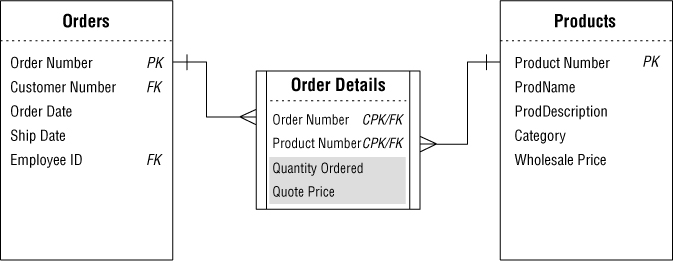 Orders
Order Number PK
Customer Number FK
Order Date
Ship Date
Employee ID FK
Order Details
Order Number CPK/FK
Product Number CPK/FK
Quantity Ordered
Quote Price
Products
Product Number PK
ProdName
ProdDescription
Category
Wholesale Price